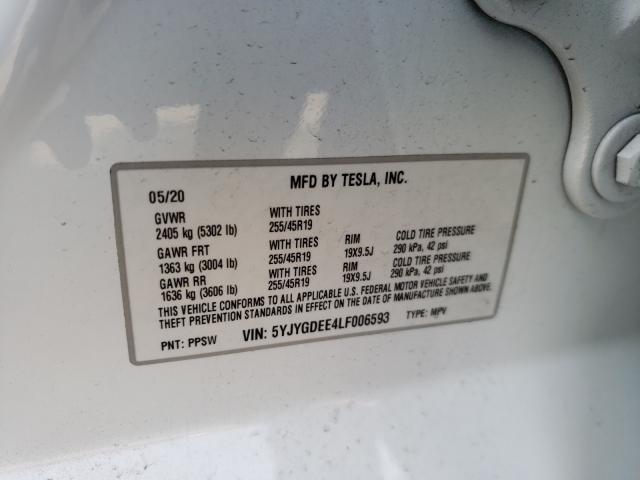 MFD BY TESLA, INC.
05/20
GVWR WITH TIRES
2405 kg (5302 lb) 255/45R19
GAWR FRT WITH TIRES RIM COLD TIRE PRESSURE
1363 kg (3004 lb) 255/45R19 19X9.5J 290 kPa, 42 psi
GAWR RR WITH TIRES RIM COLD TIRE PRESSURE
1636 kg (3606 lb) 255/45R19 19X9.5J 290 kPa, 42 psi
THIS VEHICLE CONFORMS TO ALL APPLICABLE U.S. FEDERAL MOTOR VEHICLE SAFETY AND
THEFT PREVENTION STANDARDS IN EFFECT ON THE DATE OF MANUFACTURE SHOWN ABOVE.
PNT: PPSW VIN: 5YJYGDEE4LF006593 TYPE: MPV